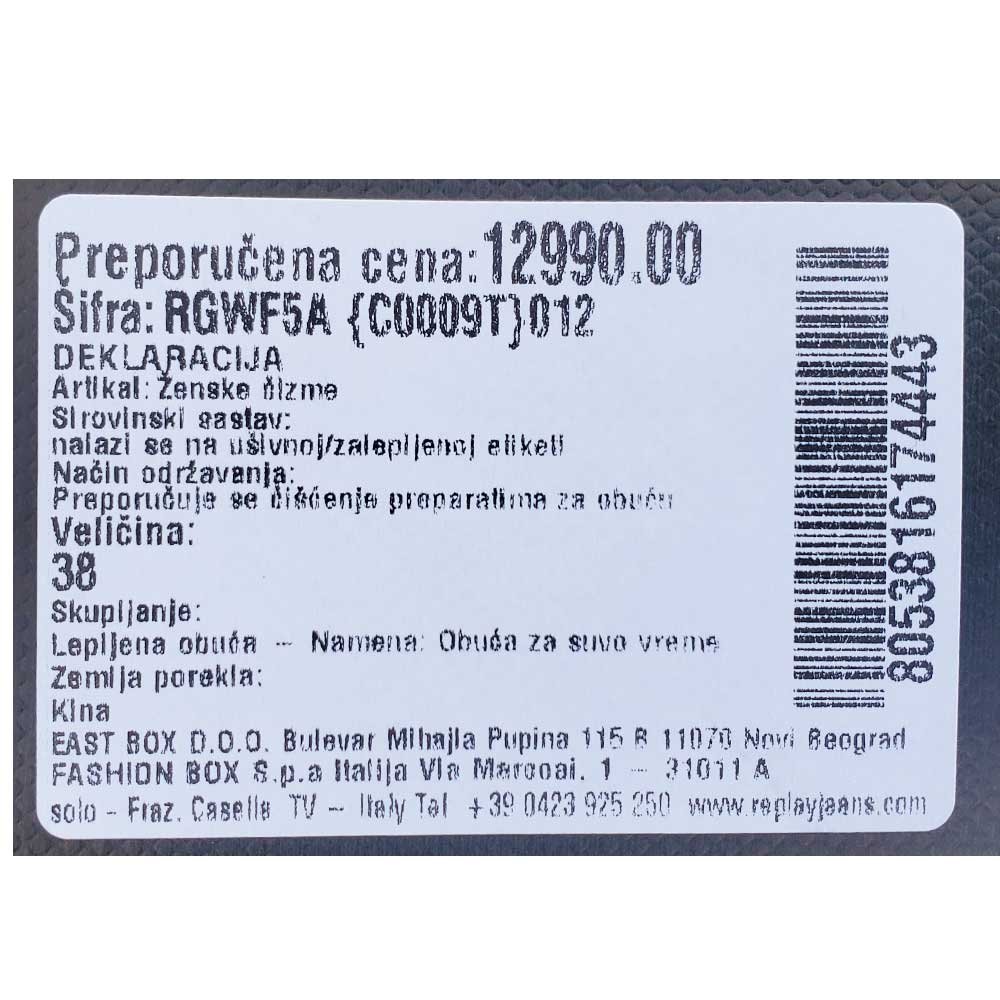 Preporučena cena: 12990.00
Šifra: RGWF5A {C0009T}012
DEKLARACIJA
Artikal: Ženske čizme
Sirovinski sastav:
nalazi se na ušivnoj/zalepljenoj etiketi
Način održavanja:
Preporučuje se čišćenje preparatima za obuću
Veličina:
38
Skupljanje:
Lepljena obuća - Namena: Obuća za suvo vreme
Zemlja porekla:
Kina
EAST BOX D.O.O. Bulevar Mihajla Pupina 115 B 11070 Novi Beograd
FASHION BOX S.p.a Italija Via Marcoai. 1 - 31011 A
solo - Fraz. Casella TV - Italy Tel +39 0423 925 250 www.replayjeans.com
8053816774443